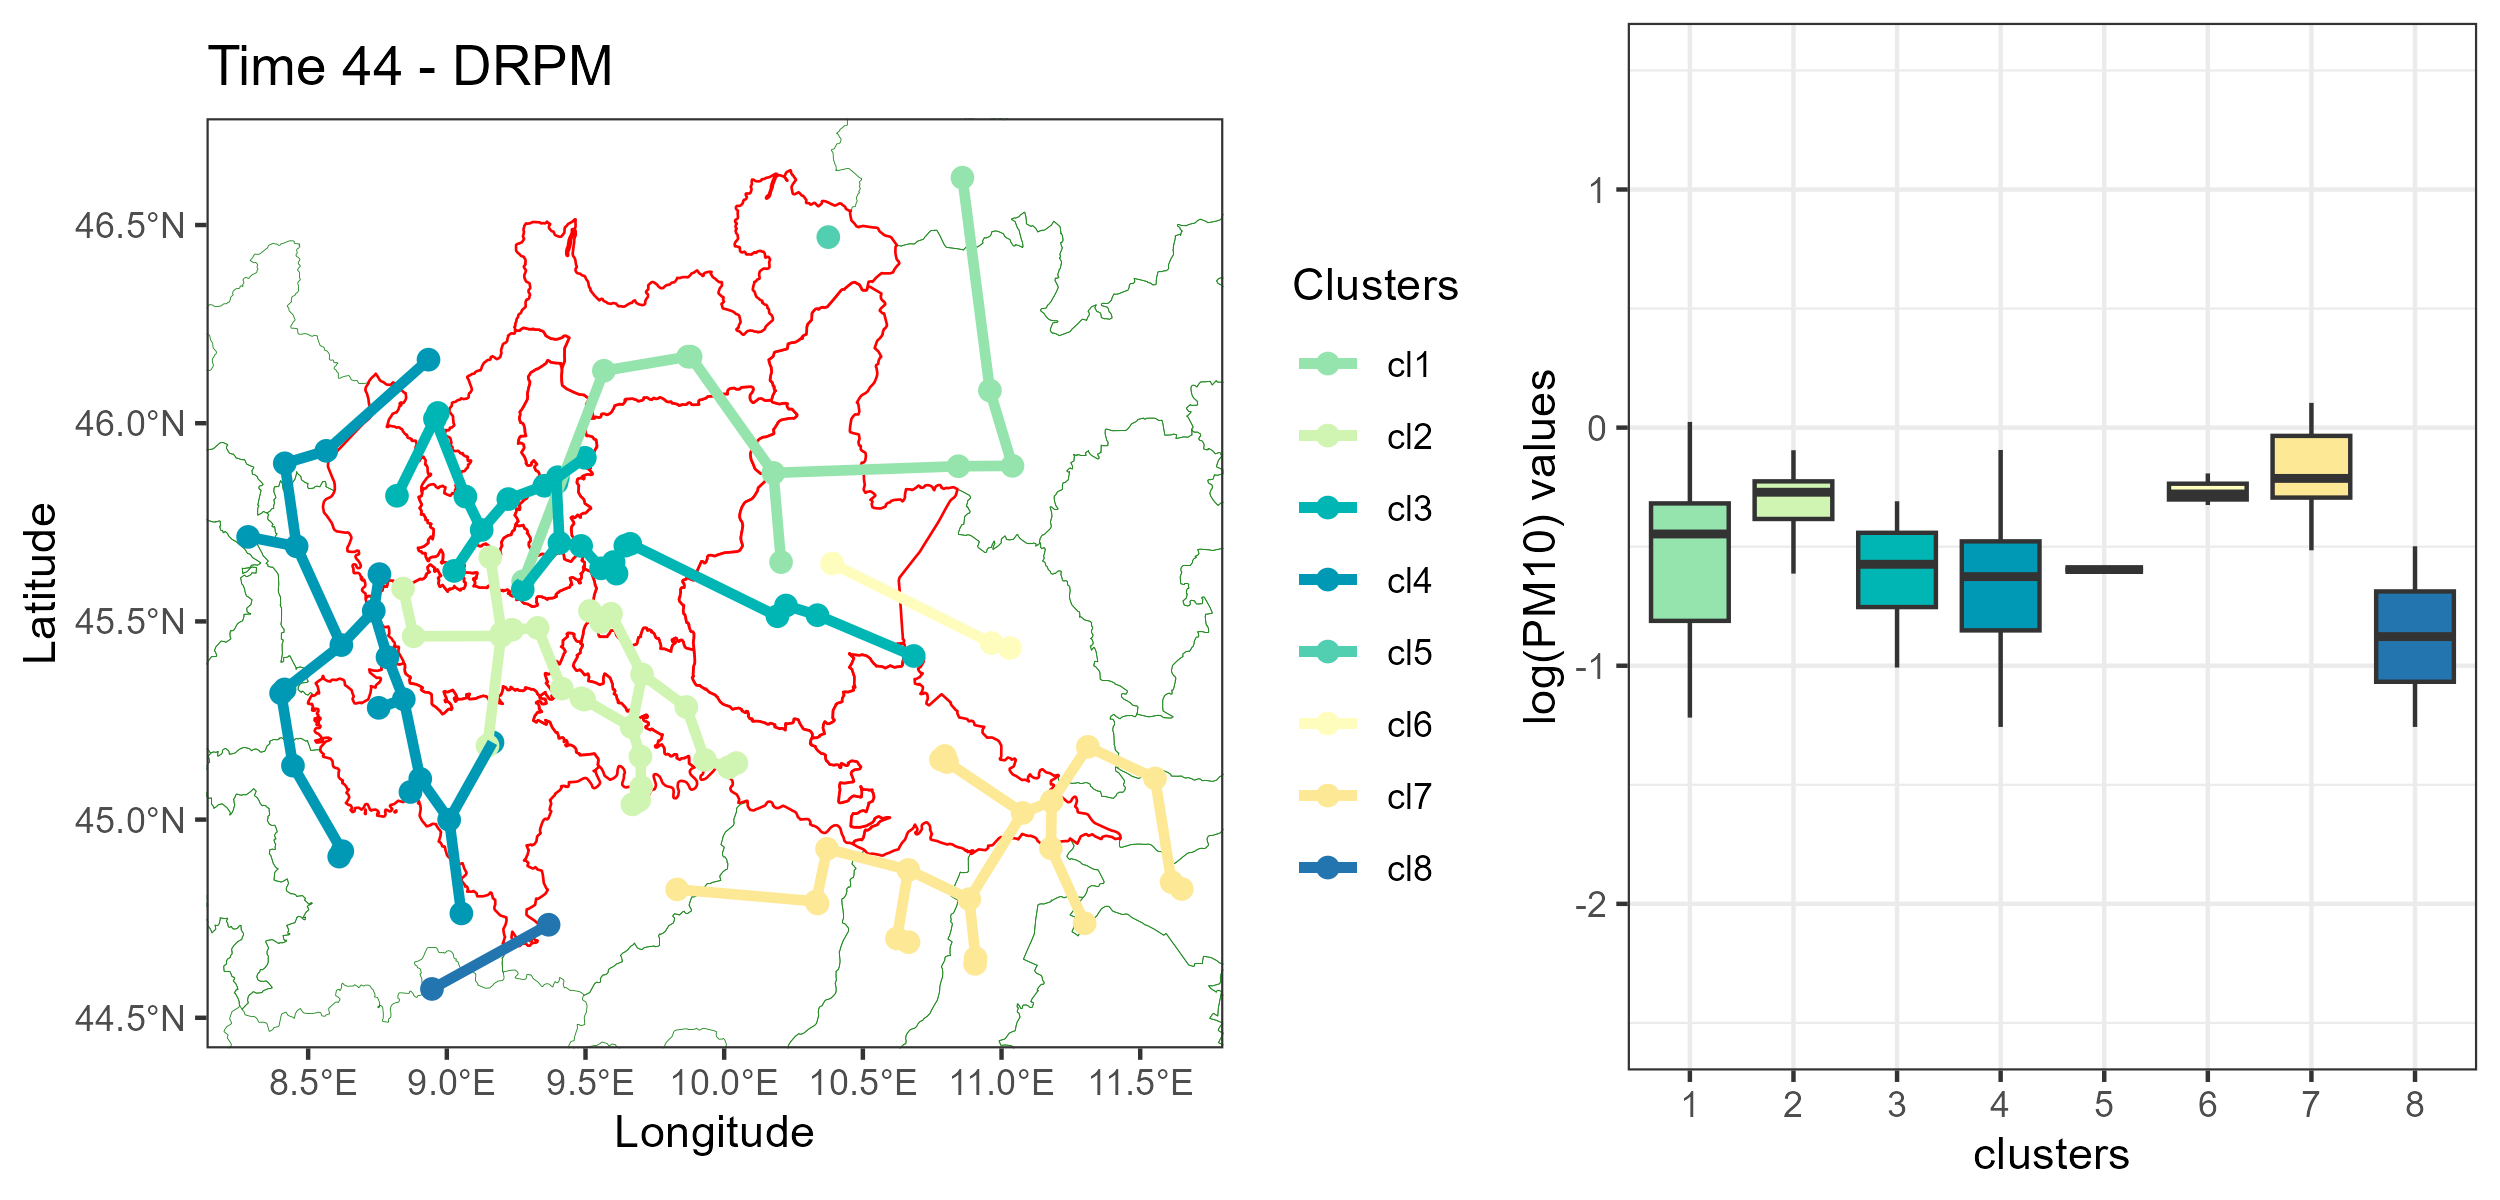 Time 44 - DRPM
46.5°N
46.0°N
45.5°N
45.0°N
44.5°N
Latitude
8.5°E 9.0°E 9.5°E 10.0°E 10.5°E 11.0°E 11.5°E
Longitude
Clusters
cl1
cl2
cl3
cl4
cl5
cl6
cl7
cl8
1
0
-1
-2
log(PM10) values
1 2 3 4 5 6 7 8
clusters